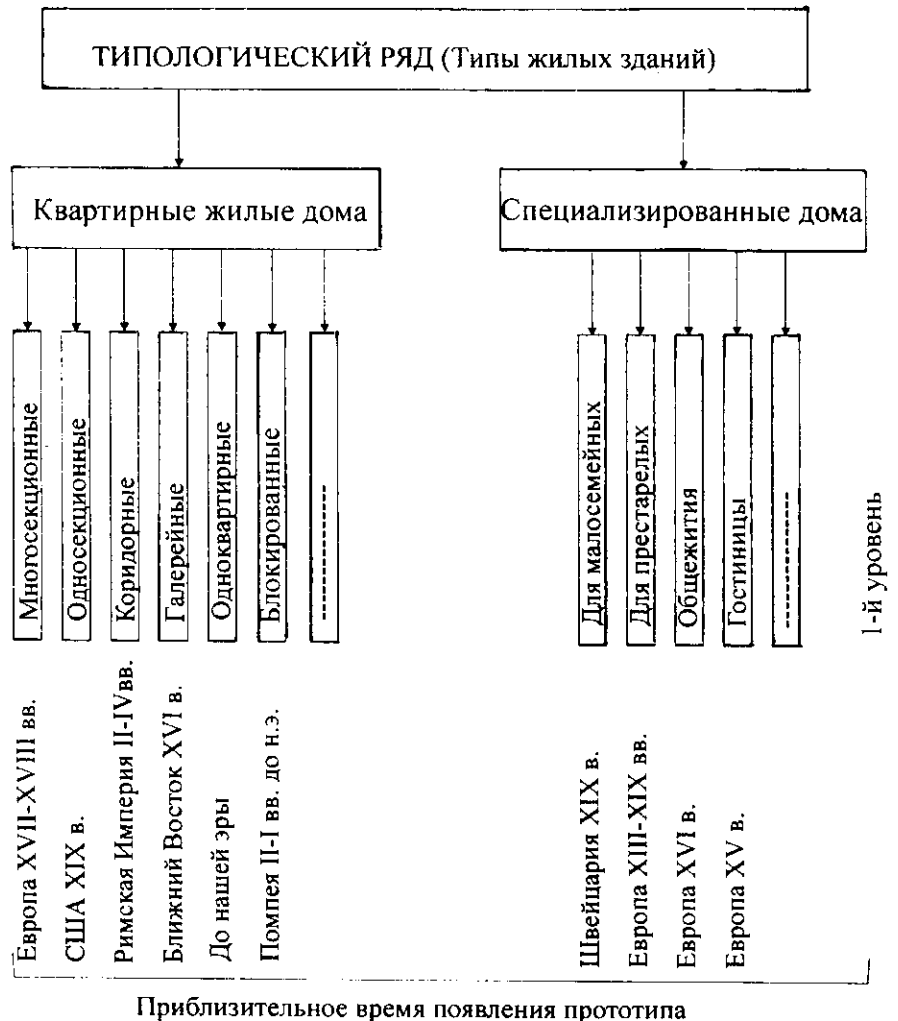 ТИПОЛОГИЧЕСКИЙ РЯД (Типы жилых зданий)
Квартирные жилые дома
Специализированные дома
Многосекционные
Односекционные
Коридорные
Галерейные
Одноквартирные
Блокированные
----------
Для малосемейных
Для престарелых
Общежития
Гостиницы
----------
1-й уровень
Европа XVII-XVIII вв.
США XIX в.
Римская Империя II-IVвв.
Ближний Восток XVI в.
До нашей эры
Помпея II-I вв. до н.э.
Швейцария XIX в.
Европа XIII-XIX вв.
Европа XVI в.
Европа XV в.
Приблизительное время появления прототипа